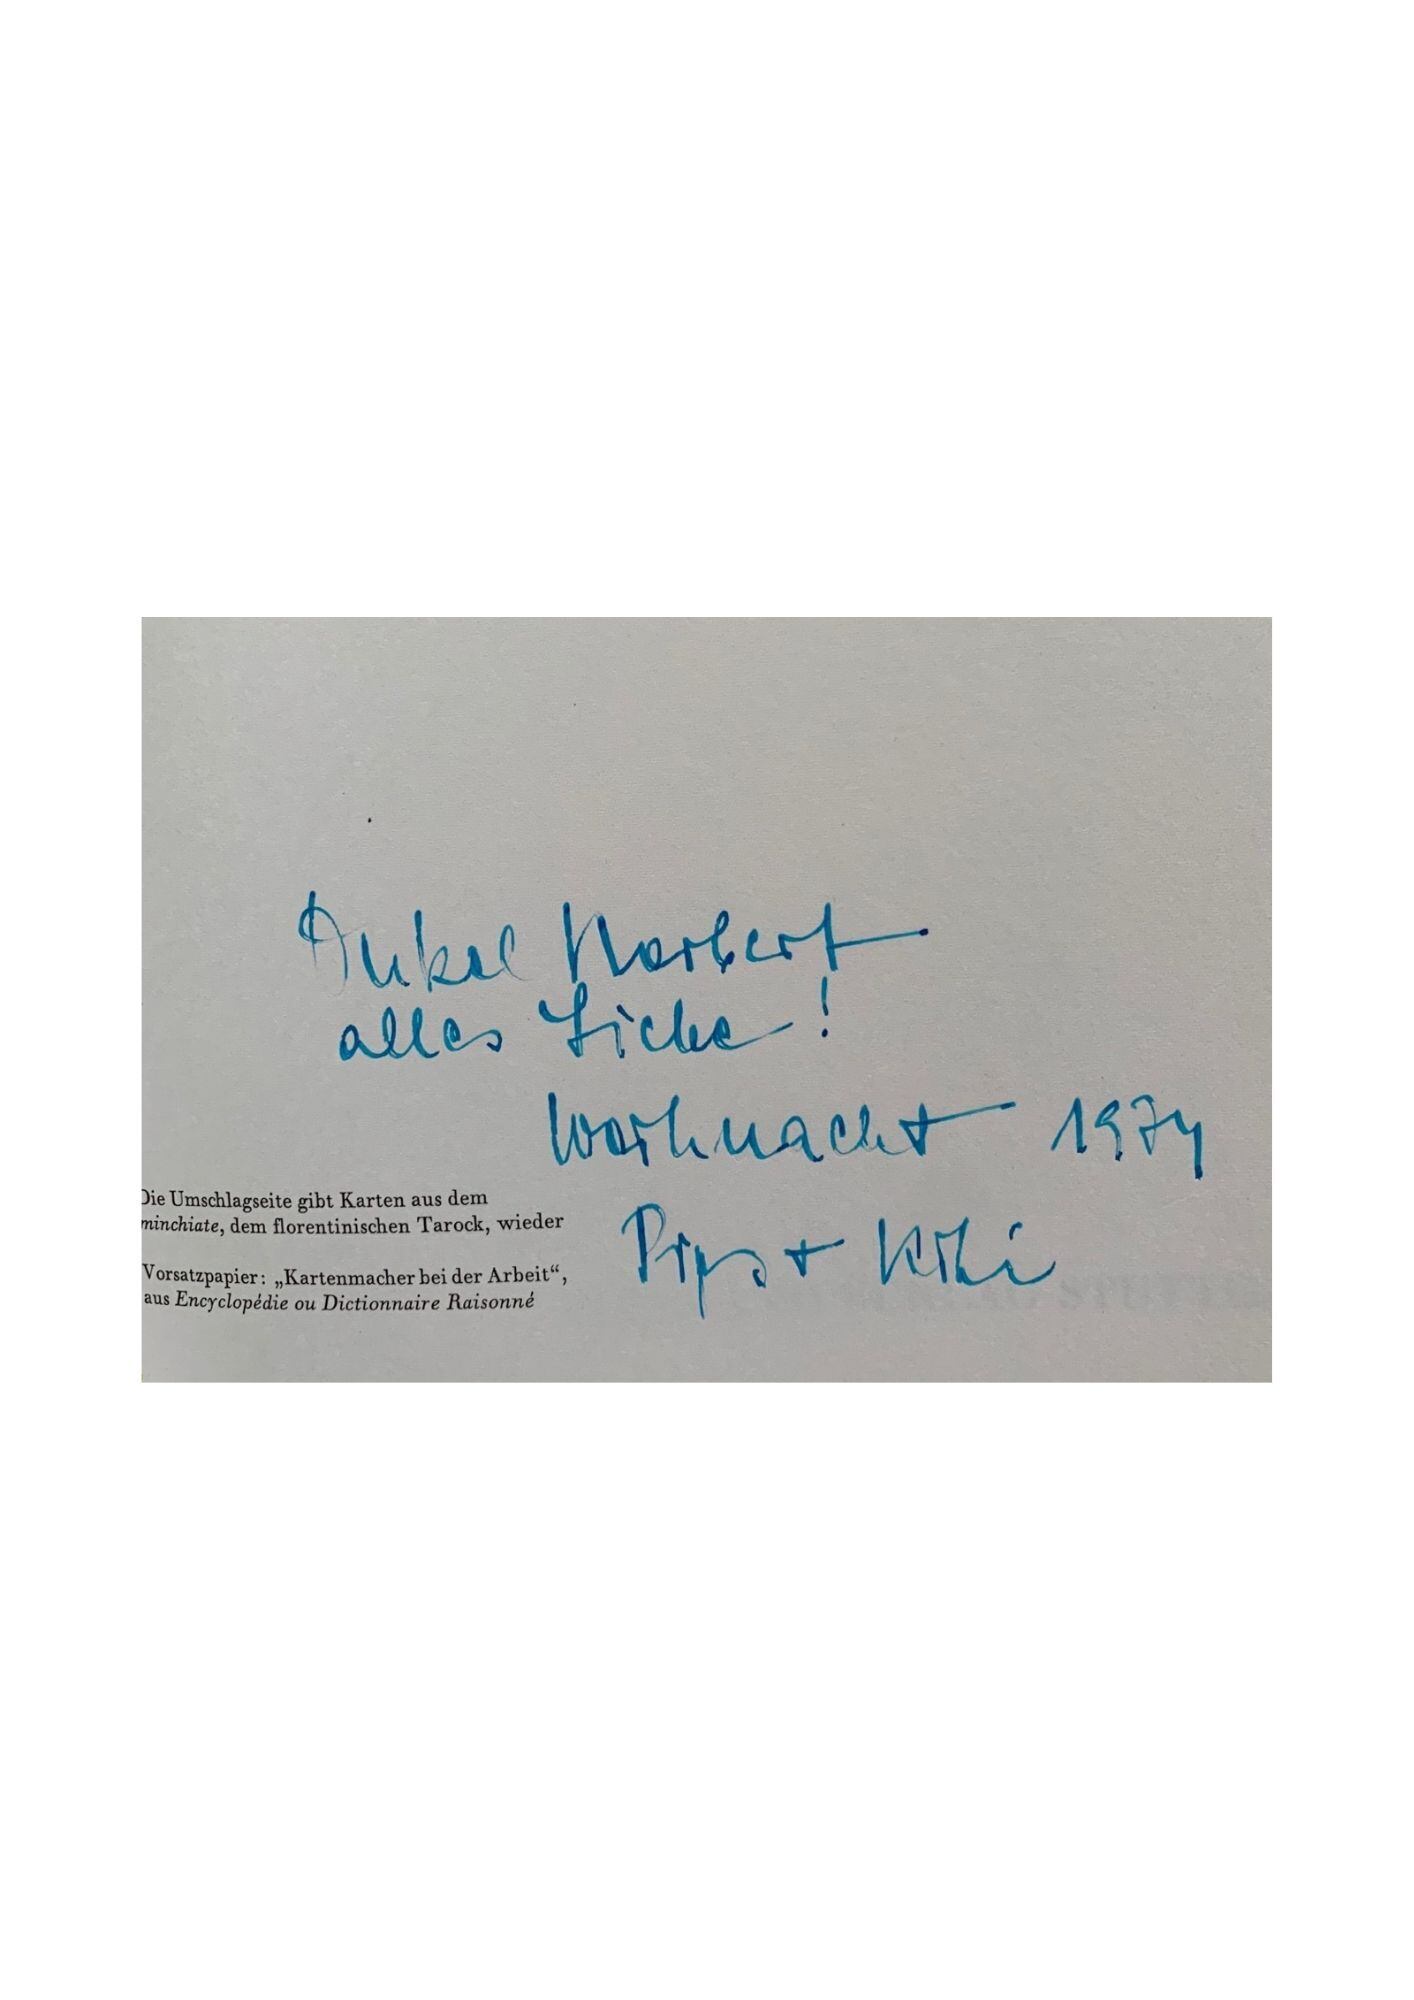 Onkel Norbert
alles Liebe!
Weihnacht 1974
Pips +
Die Umschlagseite gibt Karten aus dem
minchiate, dem florentinischen Tarock, wieder
Vorsatzpapier: „Kartenmacher bei der Arbeit“,
aus Encyclopédie ou Dictionnaire Raisonné